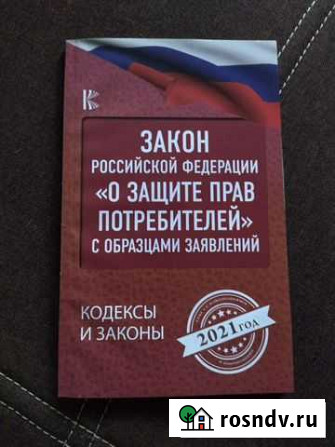 К
ЗАКОН
РОССИЙСКОЙ ФЕДЕРАЦИИ
«О ЗАЩИТЕ ПРАВ
ПОТРЕБИТЕЛЕЙ»
С ОБРАЗЦАМИ ЗАЯВЛЕНИЙ
КОДЕКСЫ
И ЗАКОНЫ
2021 ГОД
rosndv.ru